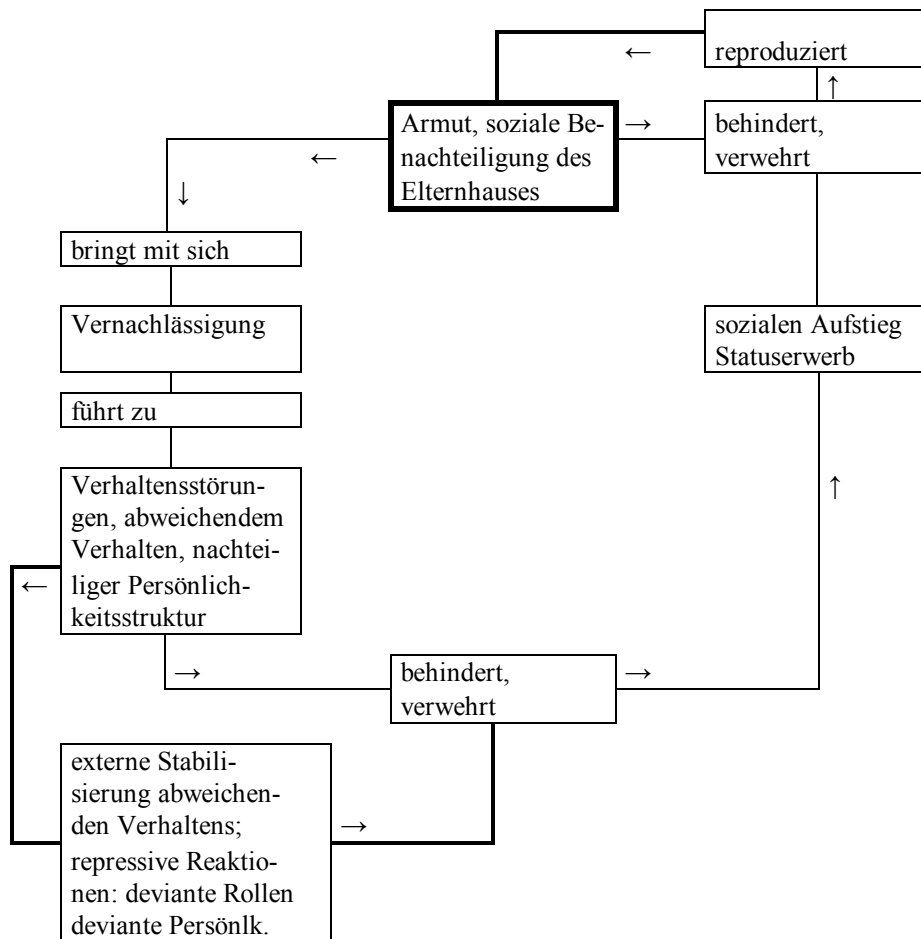 reproduziert
←
Armut, soziale Be-
nachteiligung des
Elternhauses
→
behindert,
verwehrt
↑
←
↓
bringt mit sich
Vernachlässigung
sozialen Aufstieg
Statuserwerb
führt zu
Verhaltensstörun-
gen, abweichendem
Verhalten, nachtei-
liger Persönlich-
keitsstruktur
↑
←
→
behindert,
verwehrt
→
externe Stabili-
sierung abweichen-
den Verhaltens;
repressive Reaktio-
nen: deviante Rollen
deviante Persönlk.
→